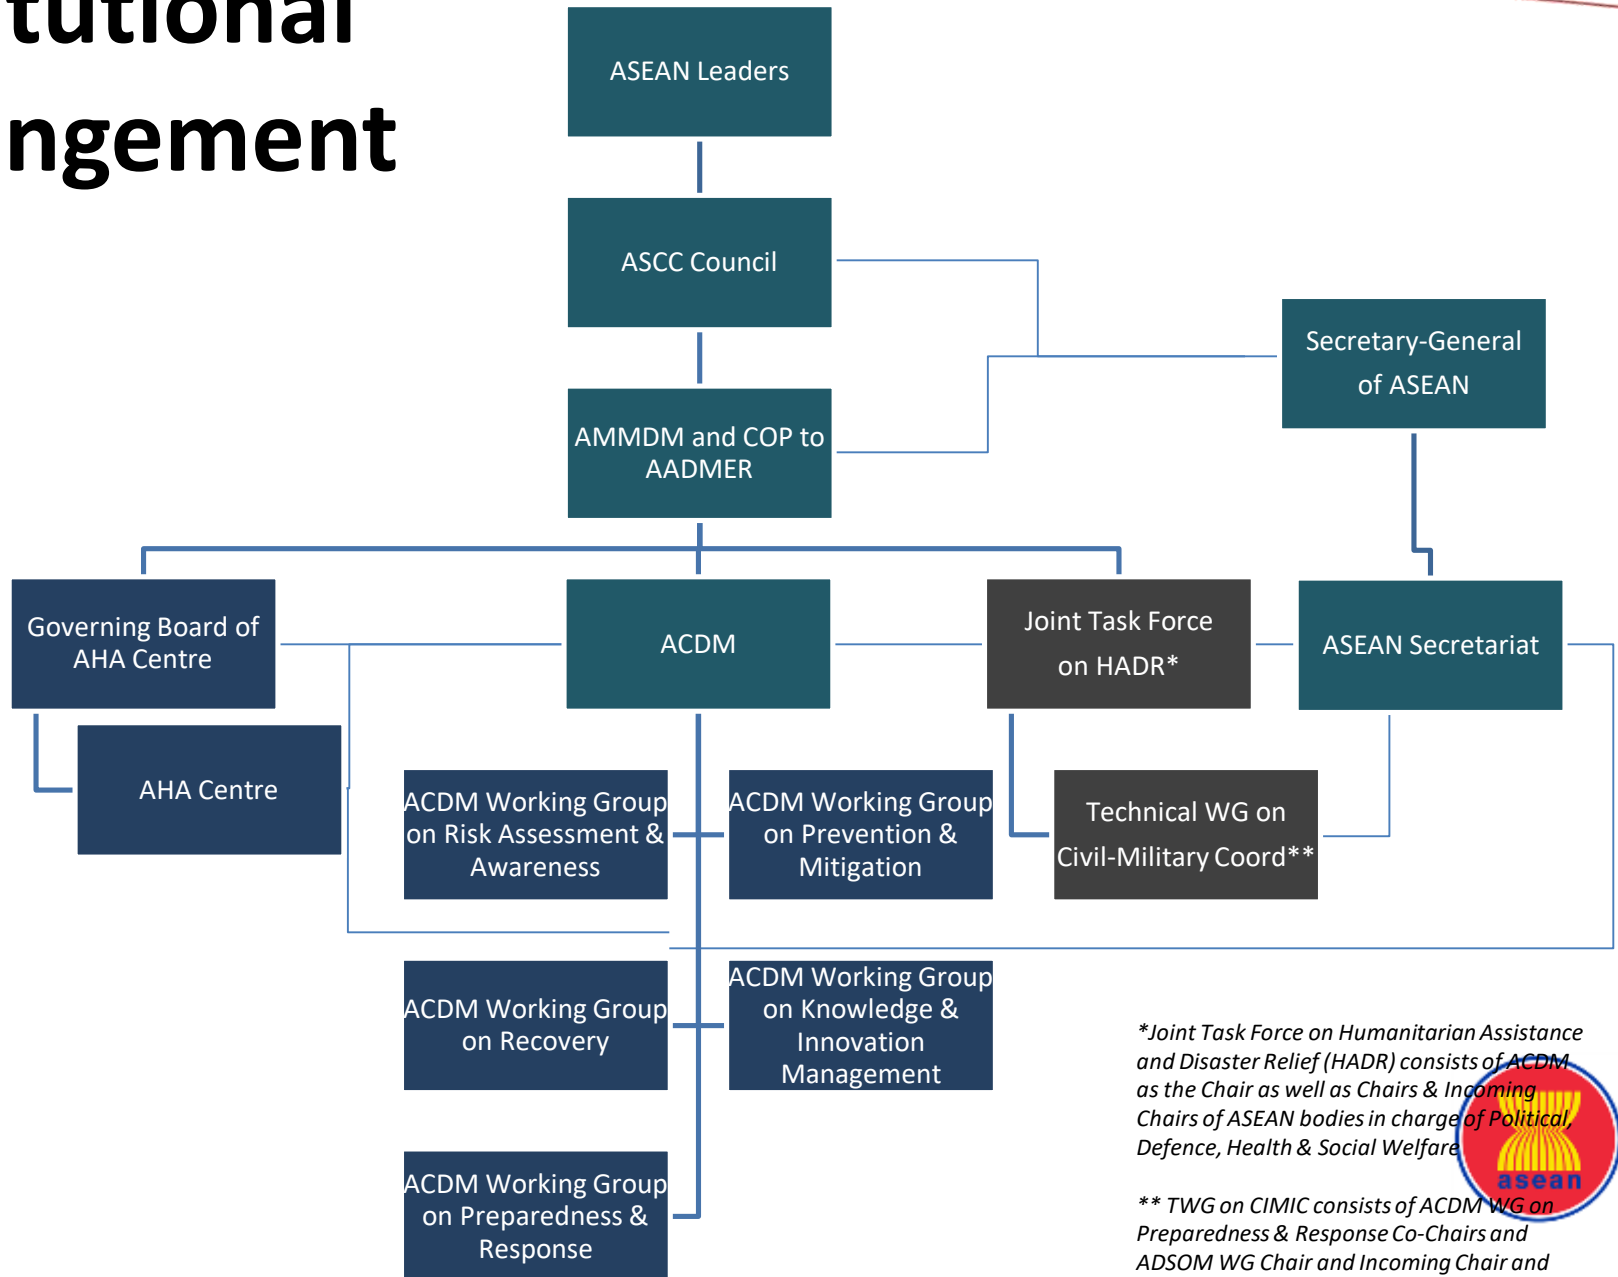 tutional
ngement
ASEAN Leaders
ASCC Council
Secretary-General
of ASEAN
AMMDM and COP to
AADMER
Governing Board of
AHA Centre
ACDM
Joint Task Force
on HADR*
ASEAN Secretariat
AHA Centre
ACDM Working Group
on Risk Assessment &
Awareness
ACDM Working Group
on Prevention &
Mitigation
Technical WG on
Civil-Military Coord**
ACDM Working Group
on Recovery
ACDM Working Group
on Knowledge &
Innovation
Management
ACDM Working Group
on Preparedness &
Response
*Joint Task Force on Humanitarian Assistance
and Disaster Relief (HADR) consists of ACDM
as the Chair as well as Chairs & Incoming
Chairs of ASEAN bodies in charge of Political,
Defence, Health & Social Welfare
asean
** TWG on CIMIC consists of ACDM WG on
Preparedness & Response Co-Chairs and
ADSOM WG Chair and Incoming Chair and